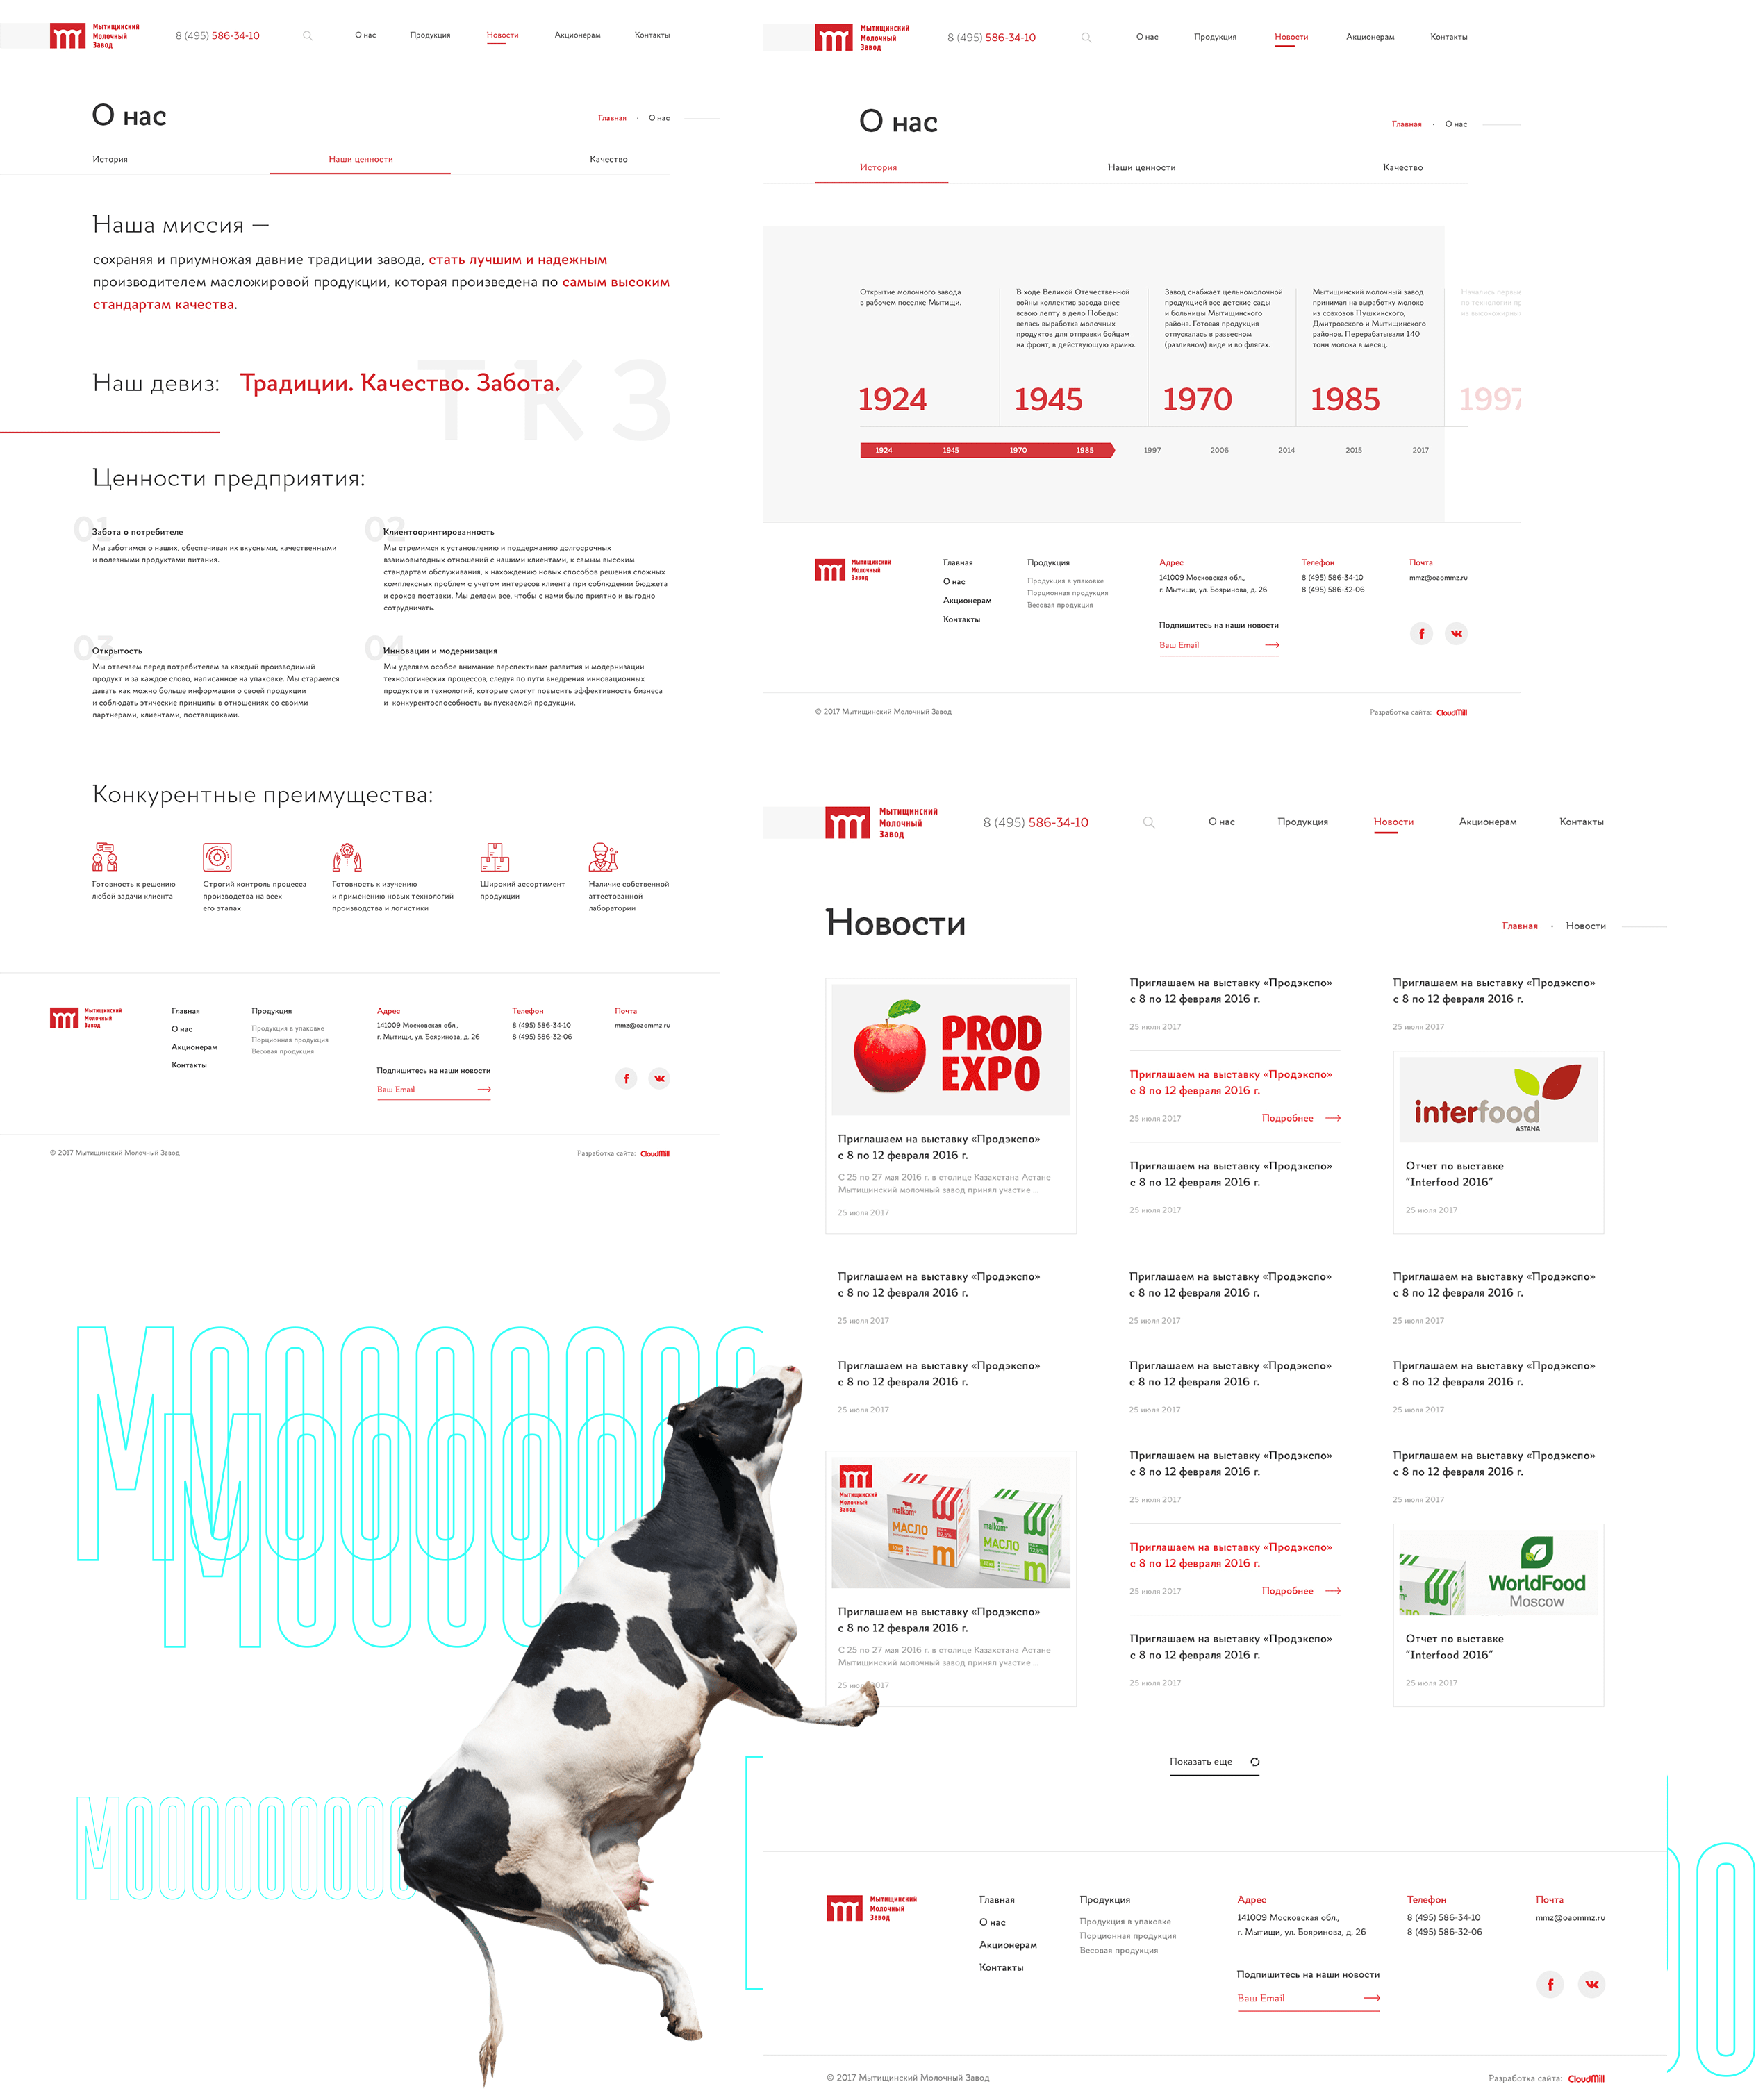 Мытищинский
Молочный
Завод
8 (495) 586-34-10
О нас
Продукция
Новости
Акционерам
Контакты
О нас
Главная · О нас
История
Наши ценности
Качество
Наша миссия —
сохраняя и приумножая давние традиции завода, стать лучшим и надежным
производителем масложировой продукции, которая произведена по самым высоким
стандартам качества.
Наш девиз: Традиции. Качество. Забота.
ТКЗ
Ценности предприятия:
01
Забота о потребителе
Мы заботимся о наших, обеспечивая их вкусными, качественными
и полезными продуктами питания.
02
Клиентоориентированность
Мы стремимся к установлению и поддержанию долгосрочных
взаимовыгодных отношений с нашими клиентами, к самым высоким
стандартам обслуживания, к нахождению новых способов решения сложных
комплексных проблем с учетом интересов клиента при соблюдении бюджета
и сроков поставки. Мы делаем все, чтобы с нами было приятно и выгодно
сотрудничать.
03
Открытость
Мы отвечаем перед потребителем за каждый производимый
продукт и за каждое слово, написанное на упаковке. Мы стараемся
давать как можно больше информации о своей продукции
и соблюдать этические принципы в отношениях со своими
партнерами, клиентами, поставщиками.
04
Инновации и модернизация
Мы уделяем особое внимание перспективам развития и модернизации
технологических процессов, следуя по пути внедрения инновационных
продуктов и технологий, которые смогут повысить эффективность бизнеса
и конкурентоспособность выпускаемой продукции.
Конкурентные преимущества:
Готовность к решению
любой задачи клиента
Строгий контроль процесса
производства на всех
его этапах
Готовность к изучению
и применению новых технологий
производства и логистики
Широкий ассортимент
продукции
Наличие собственной
аттестованной
лаборатории
Мытищинский
Молочный
Завод
Главная
О нас
Акционерам
Контакты
Продукция
Продукция в упаковке
Порционная продукция
Весовая продукция
Адрес
141009 Московская обл.,
г. Мытищи, ул. Бояринова, д. 26
Телефон
8 (495) 586-34-10
8 (495) 586-32-06
Почта
mmz@oaommz.ru
Подпишитесь на наши новости
Ваш Email
© 2017 Мытищинский Молочный Завод
Разработка сайта: CloudMill
Мытищинский
Молочный
Завод
8 (495) 586-34-10
О нас
Продукция
Новости
Акционерам
Контакты
О нас
Главная · О нас
История
Наши ценности
Качество
Открытие молочного завода
в рабочем поселке Мытищи.
1924
В ходе Великой Отечественной
войны коллектив завода внес
всвою лепту в дело Победы:
велась выработка молочных
продуктов для отправки бойцам
на фронт, в действующую армию.
1945
Завод снабжает цельномолочной
продукцией все детские сады
и больницы Мытищинского
района. Готовая продукция
отпускалась в развесном
(разливном) виде и во флягах.
1970
Мытищинский молочный завод
принимал на выработку молоко
из совхозов Пушкинского,
Дмитровского и Мытищинского
районов. Перерабатывали 140
тонн молока в месяц.
1985
Начались первые
по технологии
1997
1924 1945 1970 1985 1997 2006 2014 2015 2017
Мытищинский
Молочный
Завод
Главная
О нас
Акционерам
Контакты
Продукция
Продукция в упаковке
Порционная продукция
Весовая продукция
Адрес
141009 Московская обл.,
г. Мытищи, ул. Бояринова, д. 26
Телефон
8 (495) 586-34-10
8 (495) 586-32-06
Почта
mmz@oaommz.ru
Подпишитесь на наши новости
Ваш Email
© 2017 Мытищинский Молочный Завод
Разработка сайта: CloudMill
Мытищинский
Молочный
Завод
8 (495) 586-34-10
О нас
Продукция
Новости
Акционерам
Контакты
Новости
Главная · Новости
PROD
EXPO
Приглашаем на выставку «Продэкспо»
с 8 по 12 февраля 2016 г.
С 25 по 27 мая 2016 г. в столице Казахстана Астане
Мытищинский молочный завод принял участие ...
25 июля 2017
Приглашаем на выставку «Продэкспо»
с 8 по 12 февраля 2016 г.
25 июля 2017
Приглашаем на выставку «Продэкспо»
с 8 по 12 февраля 2016 г.
25 июля 2017
Подробнее
Приглашаем на выставку «Продэкспо»
с 8 по 12 февраля 2016 г.
25 июля 2017
Приглашаем на выставку «Продэкспо»
с 8 по 12 февраля 2016 г.
25 июля 2017
interfood
ASTANA
Отчет по выставке
“Interfood 2016”
25 июля 2017
Приглашаем на выставку «Продэкспо»
с 8 по 12 февраля 2016 г.
25 июля 2017
Приглашаем на выставку «Продэкспо»
с 8 по 12 февраля 2016 г.
25 июля 2017
Приглашаем на выставку «Продэкспо»
с 8 по 12 февраля 2016 г.
25 июля 2017
Приглашаем на выставку «Продэкспо»
с 8 по 12 февраля 2016 г.
25 июля 2017
Приглашаем на выставку «Продэкспо»
с 8 по 12 февраля 2016 г.
25 июля 2017
Приглашаем на выставку «Продэкспо»
с 8 по 12 февраля 2016 г.
25 июля 2017
Мытищинский
Молочный
Завод
malkom
МАСЛО
malkom
МАСЛО
Приглашаем на выставку «Продэкспо»
с 8 по 12 февраля 2016 г.
С 25 по 27 мая 2016 г. в столице Казахстана Астане
Мытищинский молочный завод принял участие ...
25 июля 2017
Приглашаем на выставку «Продэкспо»
с 8 по 12 февраля 2016 г.
25 июля 2017
Приглашаем на выставку «Продэкспо»
с 8 по 12 февраля 2016 г.
25 июля 2017
Подробнее
Приглашаем на выставку «Продэкспо»
с 8 по 12 февраля 2016 г.
25 июля 2017
Приглашаем на выставку «Продэкспо»
с 8 по 12 февраля 2016 г.
25 июля 2017
WorldFood
Moscow
Отчет по выставке
“Interfood 2016”
25 июля 2017
Показать еще
Мытищинский
Молочный
Завод
Главная
О нас
Акционерам
Контакты
Продукция
Продукция в упаковке
Порционная продукция
Весовая продукция
Адрес
141009 Московская обл.,
г. Мытищи, ул. Бояринова, д. 26
Телефон
8 (495) 586-34-10
8 (495) 586-32-06
Почта
mmz@oaommz.ru
Подпишитесь на наши новости
Ваш Email
© 2017 Мытищинский Молочный Завод
Разработка сайта: CloudMill
MOOOOOOOO
MOOOOOOO
MOOOOOOOOO